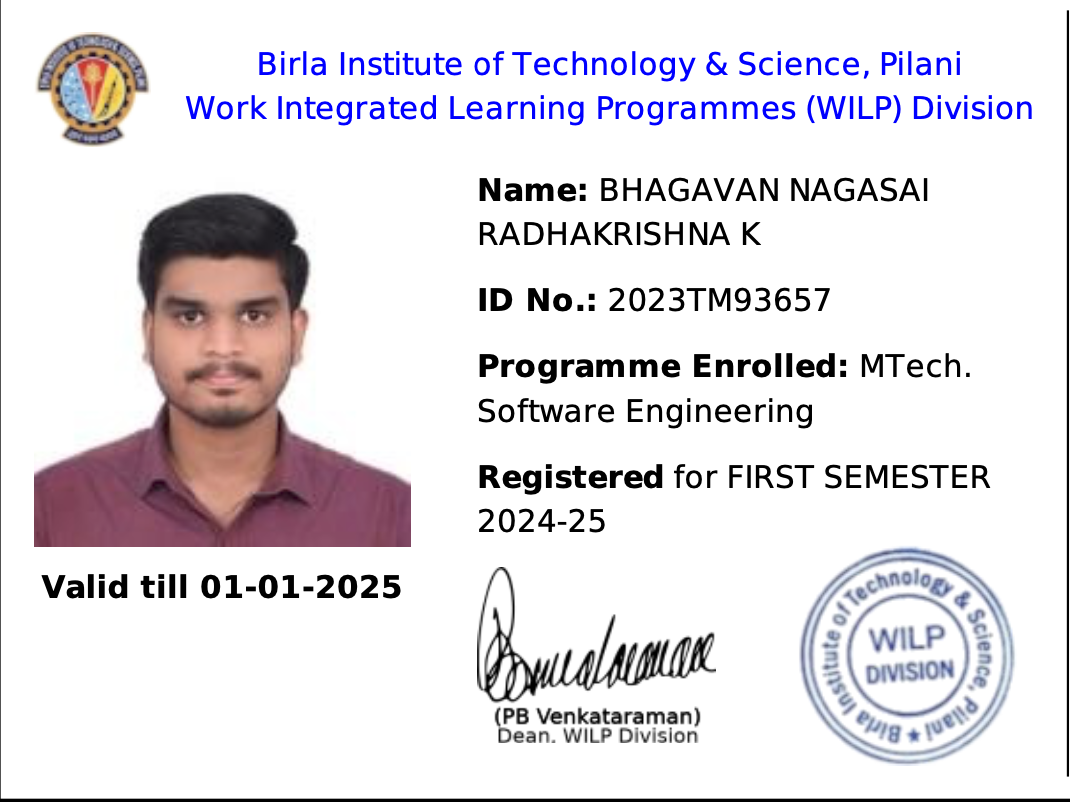 Birla Institute of Technology & Science, Pilani
Work Integrated Learning Programmes (WILP) Division
Name: BHAGAVAN NAGASAI
RADHAKRISHNA K
ID No.: 2023TM93657
Programme Enrolled: MTech.
Software Engineering
Registered for FIRST SEMESTER
2024-25
Valid till 01-01-2025
(PB Venkataraman)
Dean, WILP Division
Birla Institute of Technology & Science, Pilani
WILP
DIVISION